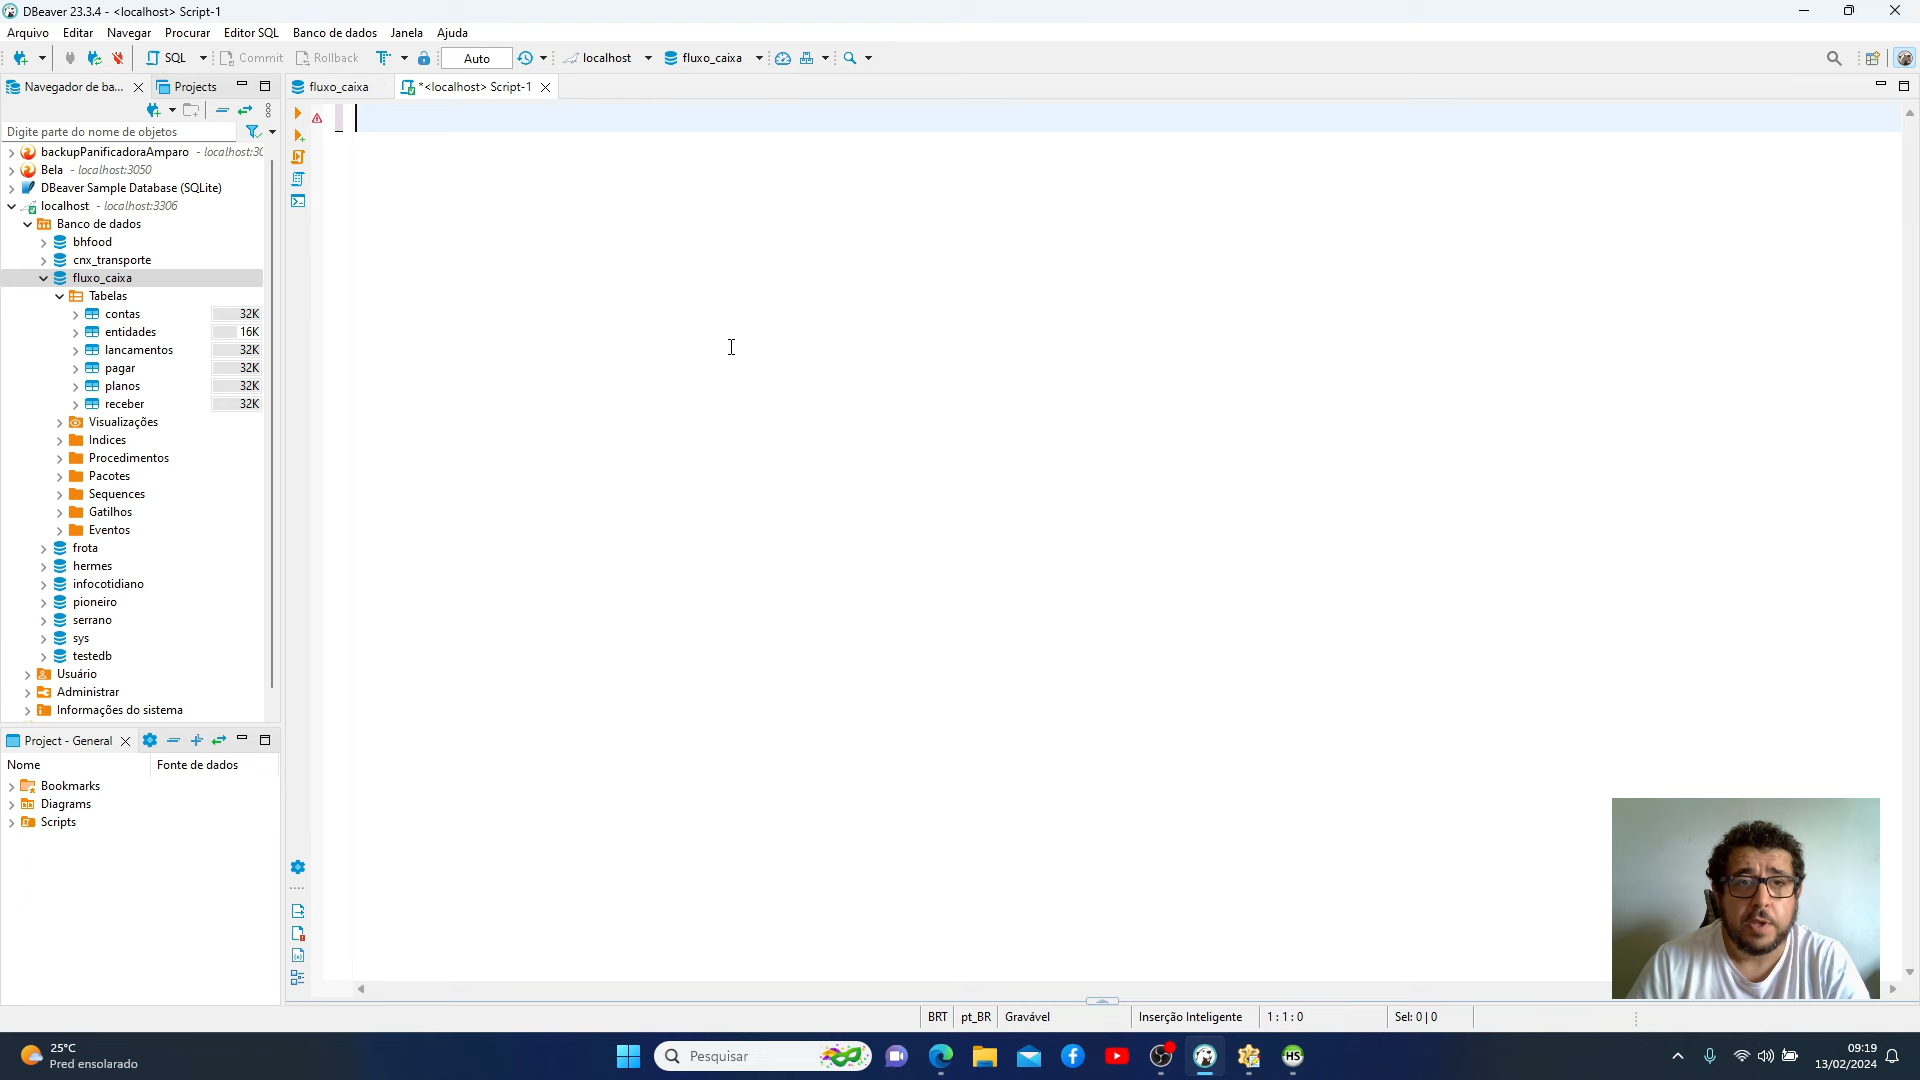 DBeaver 23.3.4 - <localhost> Script-1
Arquivo Editar Navegar Procurar Editor SQL Banco de dados Janela Ajuda
SQL Commit Rollback Auto localhost fluxo_caixa
Navegador de ba... Projects fluxo_caixa *<localhost> Script-1
Digite parte do nome de objetos
backupPanificadoraAmparo - localhost:30
Bela - localhost:3050
DBeaver Sample Database (SQLite)
localhost - localhost:3306
Banco de dados
bhfood
cnx_transporte
fluxo_caixa
Tabelas
contas 32K
entidades 16K
lancamentos 32K
pagar 32K
planos 32K
receber 32K
Visualizações
Indices
Procedimentos
Pacotes
Sequences
Gatilhos
Eventos
frota
hermes
infocotidiano
pioneiro
serrano
sys
testedb
Usuário
Administrar
Informações do sistema
Project - General
Nome Fonte de dados
Bookmarks
Diagrams
Scripts
BRT pt_BR Gravável Inserção Inteligente 1 : 1 : 0 Sel: 0 | 0
25°C
Pred ensolarado
Pesquisar
HS
09:19
13/02/2024